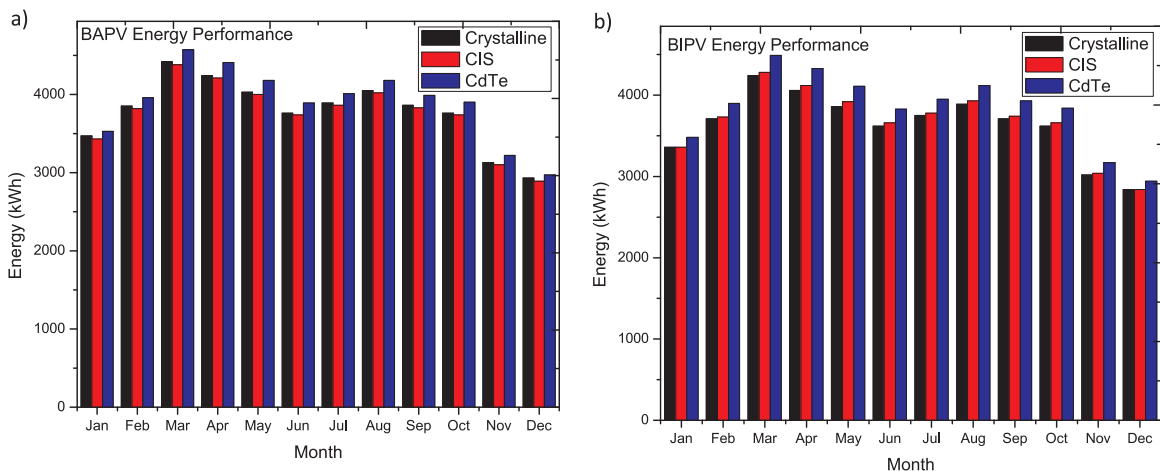 a)
BAPV Energy Performance
Crystalline
CIS
CdTe
4000
3000
2000
1000
0
Energy (kWh)
Jan Feb Mar Apr May Jun Jul Aug Sep Oct Nov Dec
Month
b)
BIPV Energy Performance
Crystalline
CIS
CdTe
4000
3000
2000
1000
0
Energy (kWh)
Jan Feb Mar Apr May Jun Jul Aug Sep Oct Nov Dec
Month